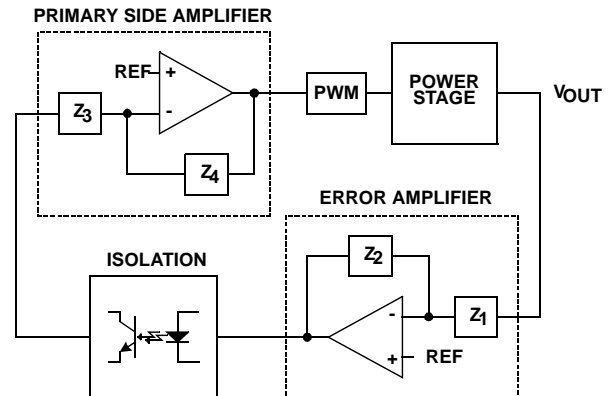 PRIMARY SIDE AMPLIFIER
REF
+
-
Z3
Z4
PWM
POWER
STAGE
VOUT
ERROR AMPLIFIER
Z2
-
Z1
+
REF
ISOLATION